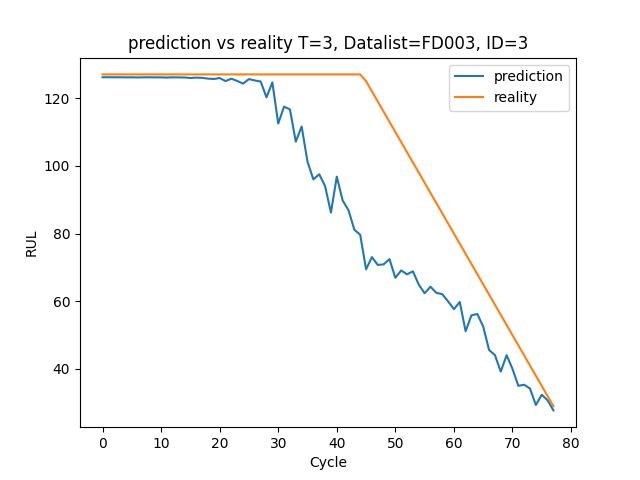 prediction vs reality T=3, Datalist=FD003, ID=3
prediction
reality
120
100
80
60
40
RUL
0 10 20 30 40 50 60 70 80
Cycle